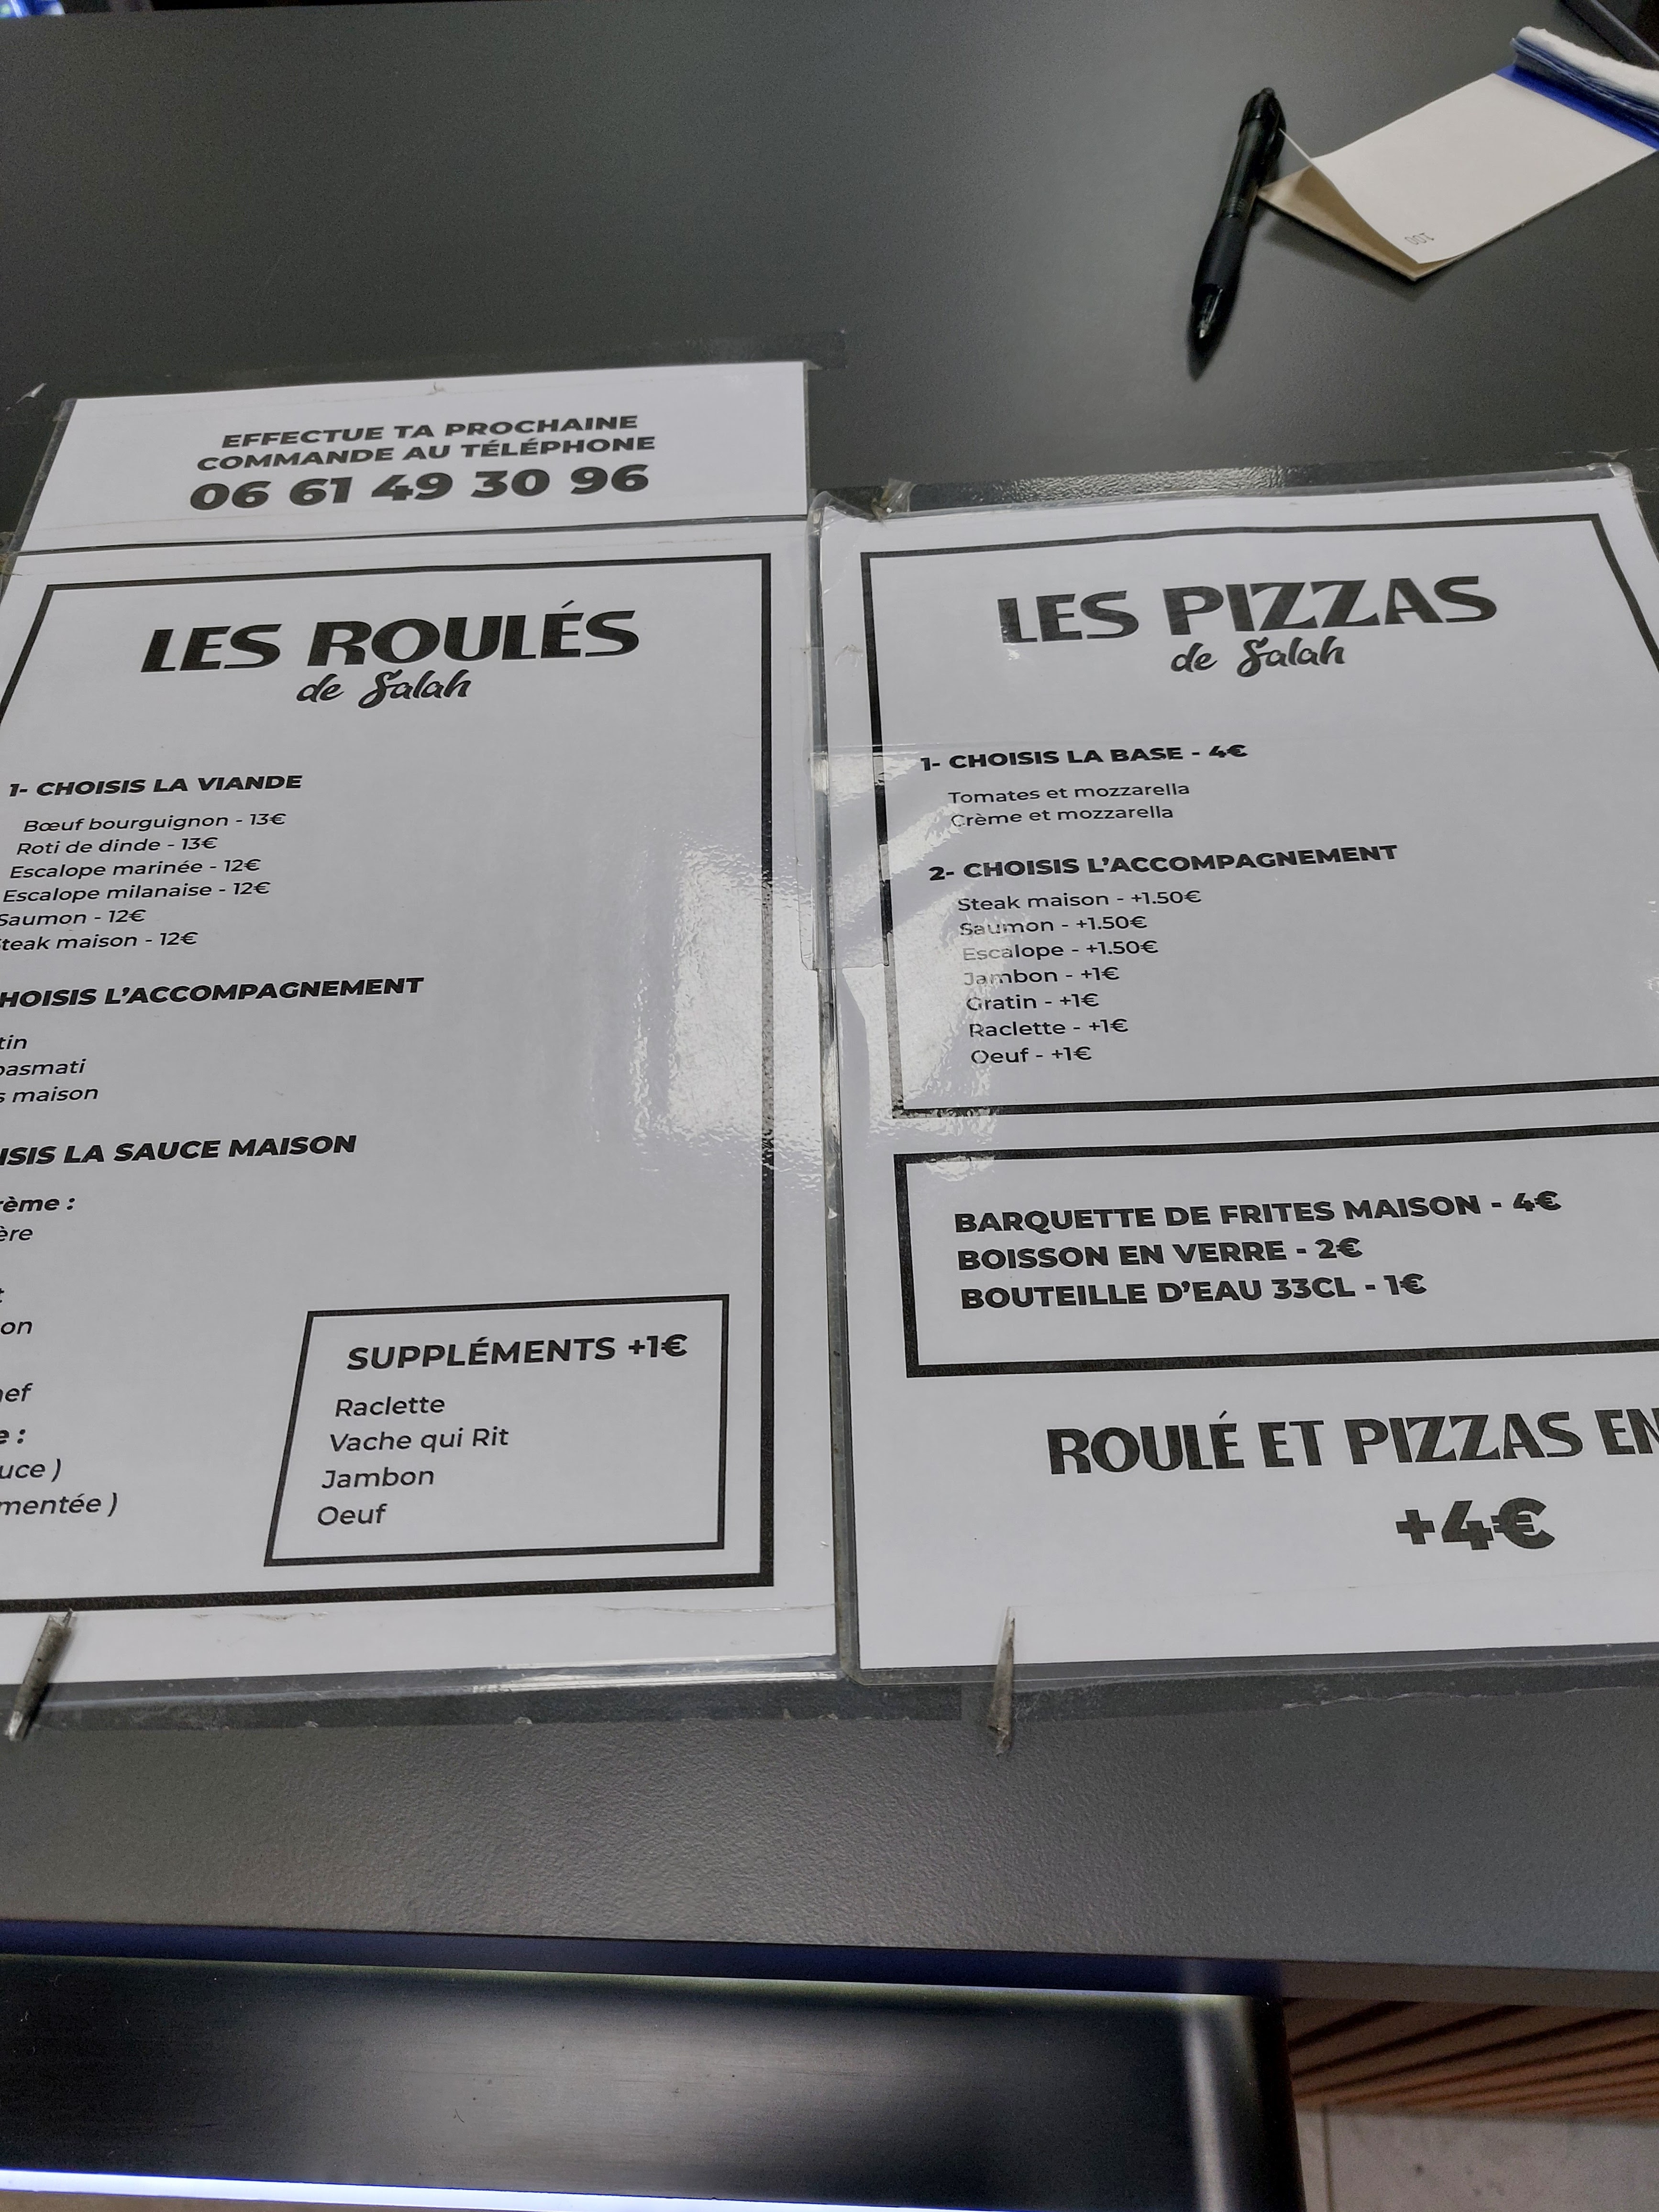 EFFECTUE TA PROCHAINE
COMMANDE AU TÉLÉPHONE
06 61 49 30 96
LES ROULÉS
de Salah
1- CHOISIS LA VIANDE
Bœuf bourguignon - 13€
Roti de dinde - 13€
Escalope marinée - 12€
Escalope milanaise - 12€
Saumon - 12€
teak maison - 12€
HOISIS L'ACCOMPAGNEMENT
tin
basmati
s maison
ISIS LA SAUCE MAISON
rème :
ère
t
on
hef
e :
uce )
mentée )
SUPPLÉMENTS +1€
Raclette
Vache qui Rit
Jambon
Oeuf
LES PIZZAS
de Salah
1- CHOISIS LA BASE - 4€
Tomates et mozzarella
Crème et mozzarella
2- CHOISIS L'ACCOMPAGNEMENT
Steak maison - +1.50€
Saumon - +1.50€
Escalope - +1.50€
Jambon - +1€
Gratin - +1€
Raclette - +1€
Oeuf - +1€
BARQUETTE DE FRITES MAISON - 4€
BOISSON EN VERRE - 2€
BOUTEILLE D'EAU 33CL - 1€
ROULÉ ET PIZZAS EN
+4€